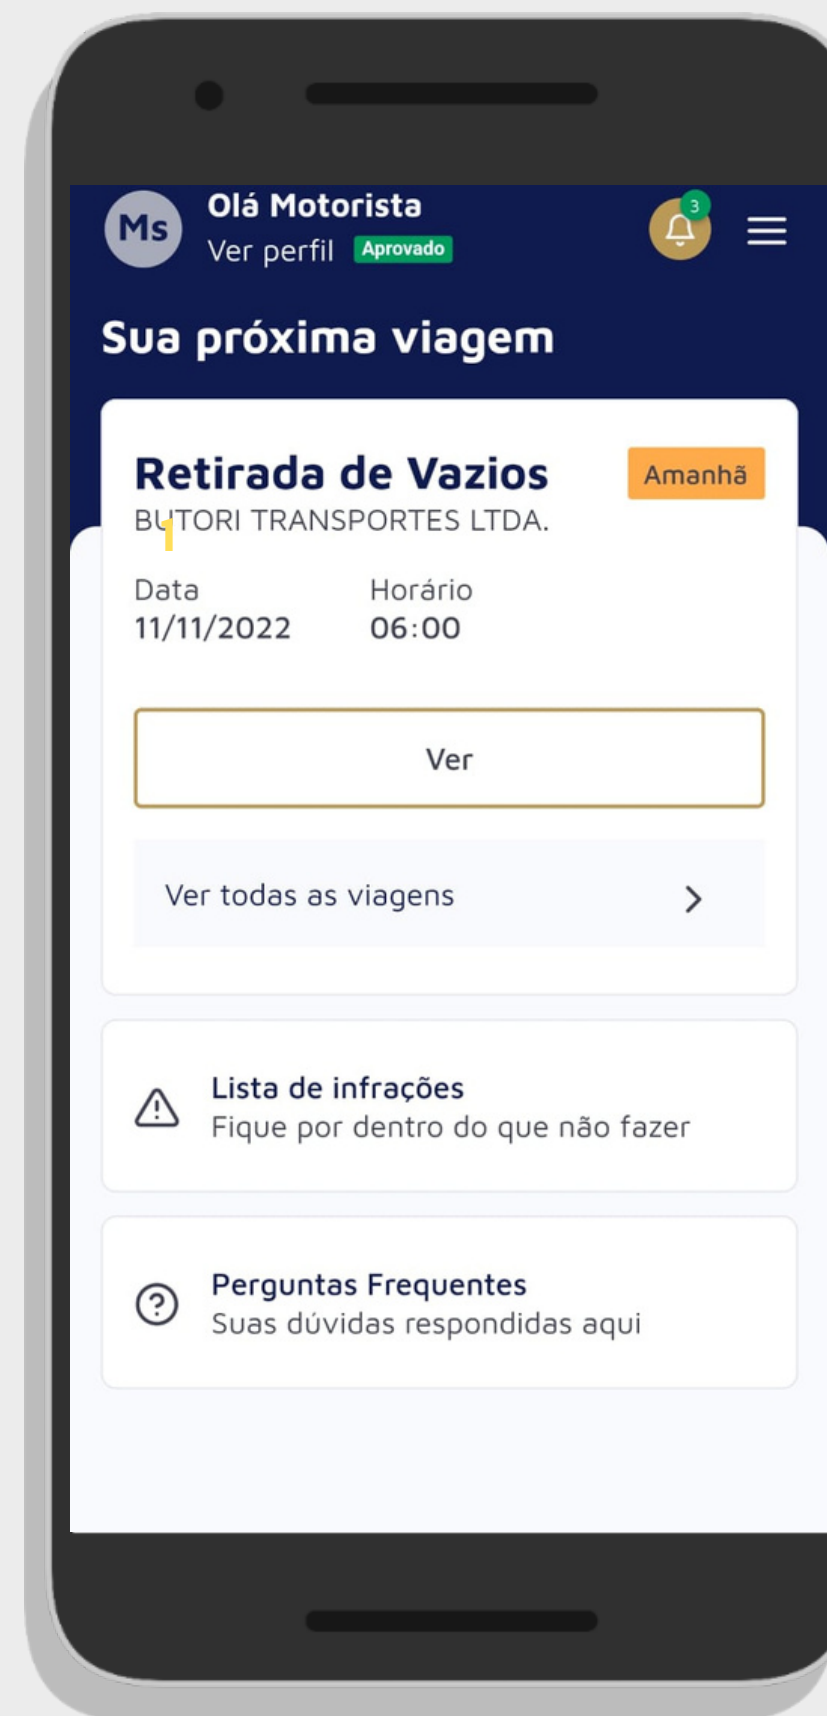 Ms
Olá Motorista
Ver perfil Aprovado
3
Sua próxima viagem
Retirada de Vazios
Amanhã
BUTORI TRANSPORTES LTDA.
1
Data Horário
11/11/2022 06:00
Ver
Ver todas as viagens
Lista de infrações
Fique por dentro do que não fazer
Perguntas Frequentes
Suas dúvidas respondidas aqui